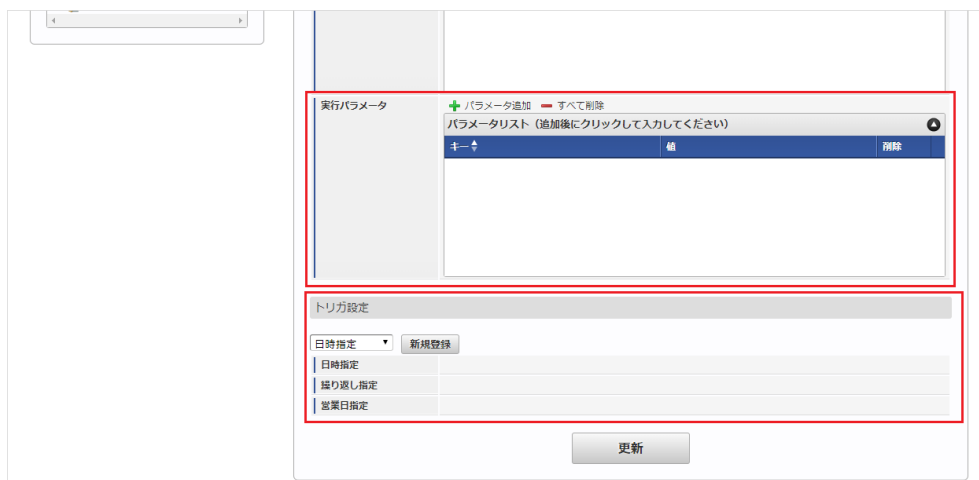 実行パラメータ
パラメータ追加 すべて削除
パラメータリスト（追加後にクリックして入力してください）
キー 値 削除
トリガ設定
日時指定 新規登録
日時指定
繰り返し指定
営業日指定
更新